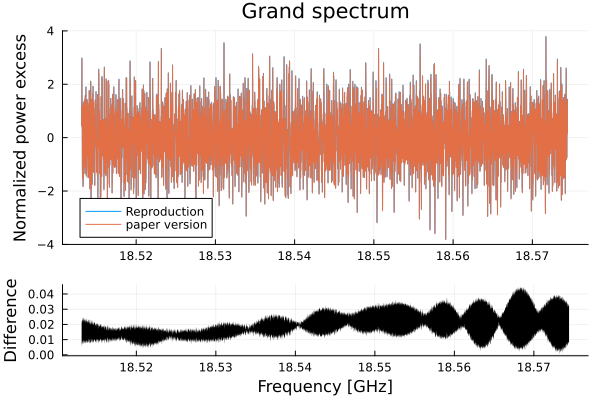 Grand spectrum
Normalized power excess
4
2
0
−2
−4
Reproduction
paper version
18.52 18.53 18.54 18.55 18.56 18.57
Difference
0.04
0.03
0.02
0.01
0.00
18.52 18.53 18.54 18.55 18.56 18.57
Frequency [GHz]